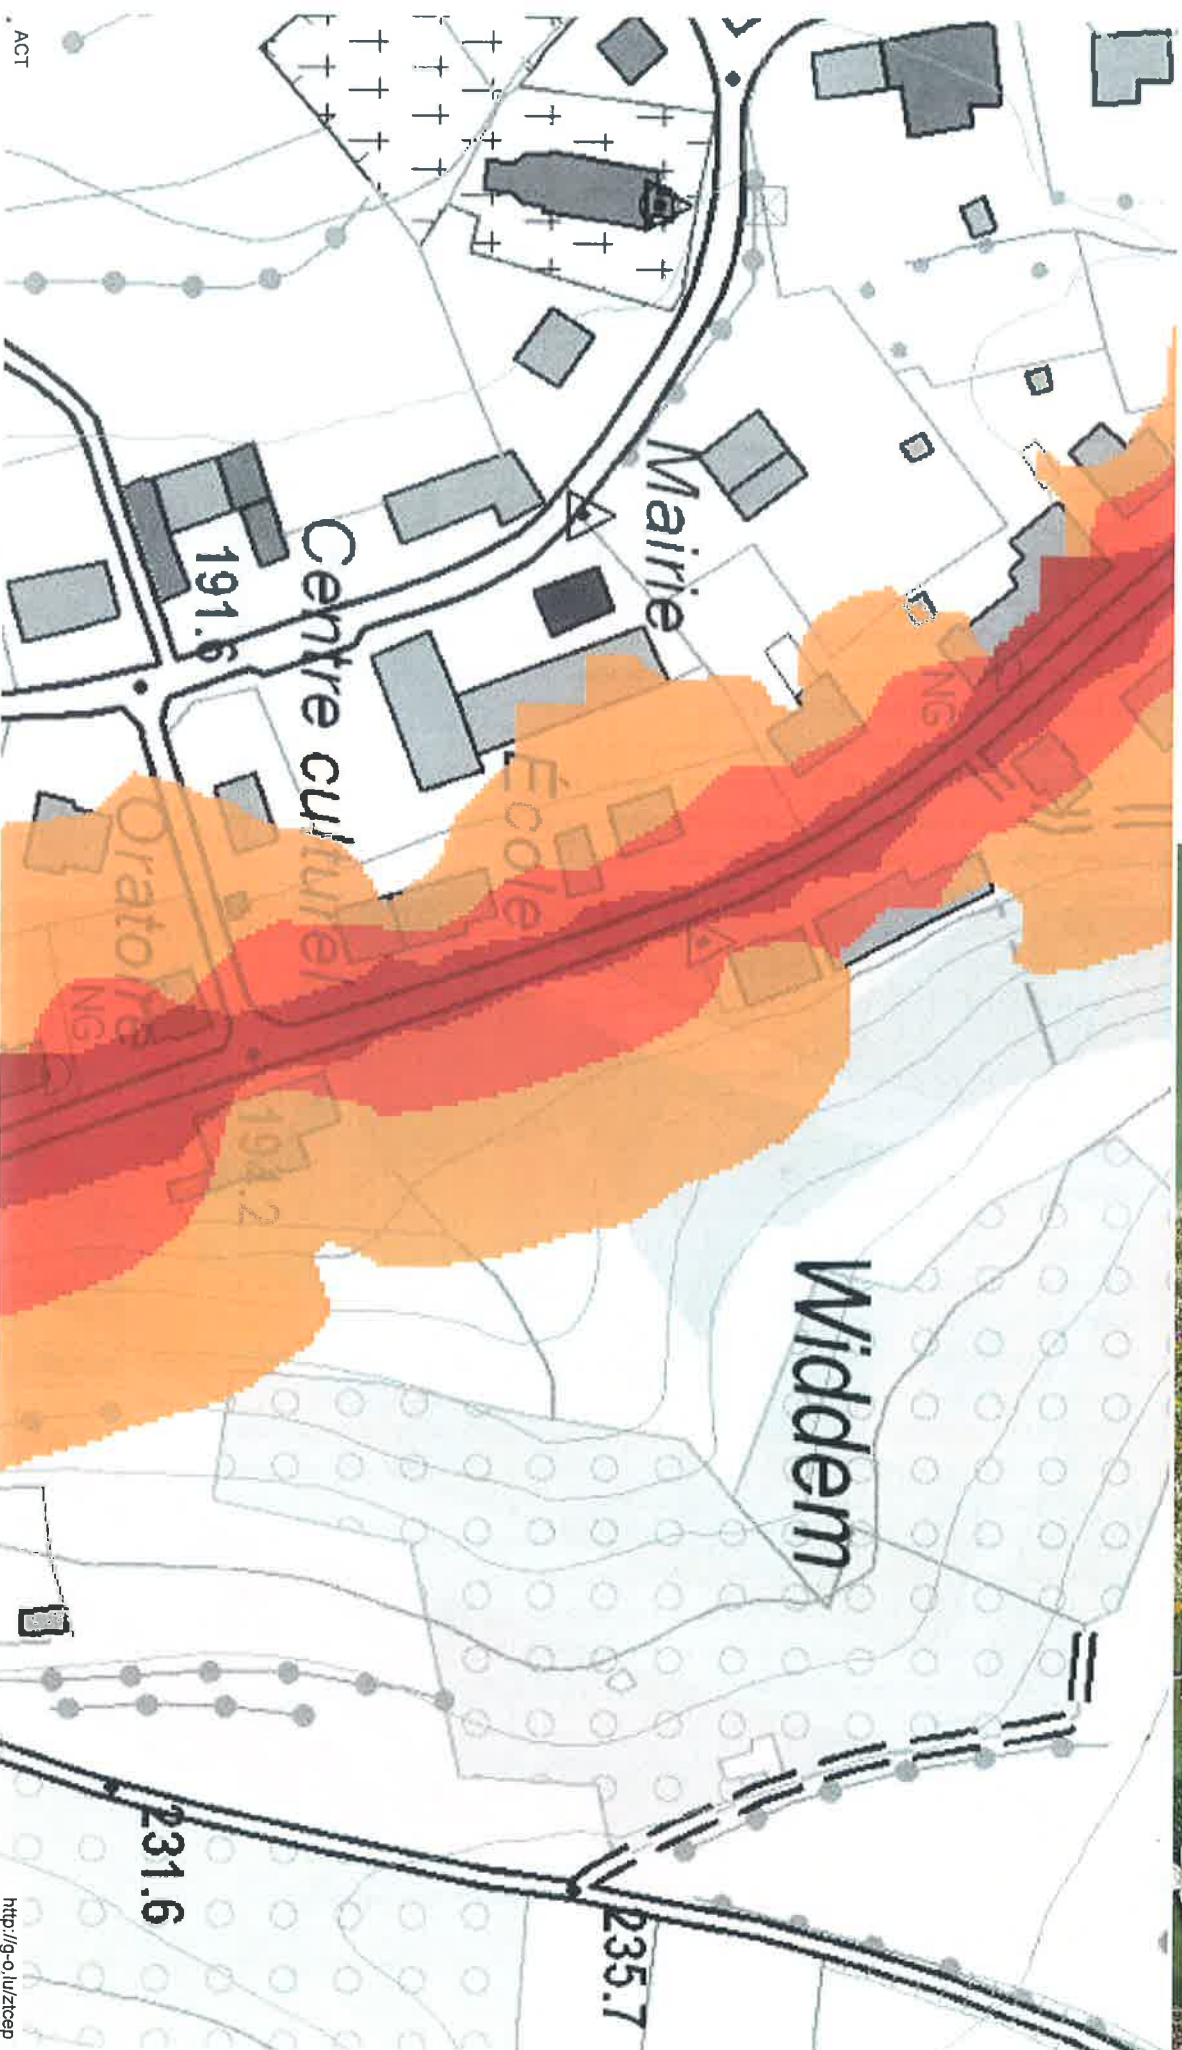 ACT
Mairie
191.6
Centre culturel
École
Oratoire
NG
NG
194.2
Widdem
231.6
235.7
http://g-o.lu/ztcep